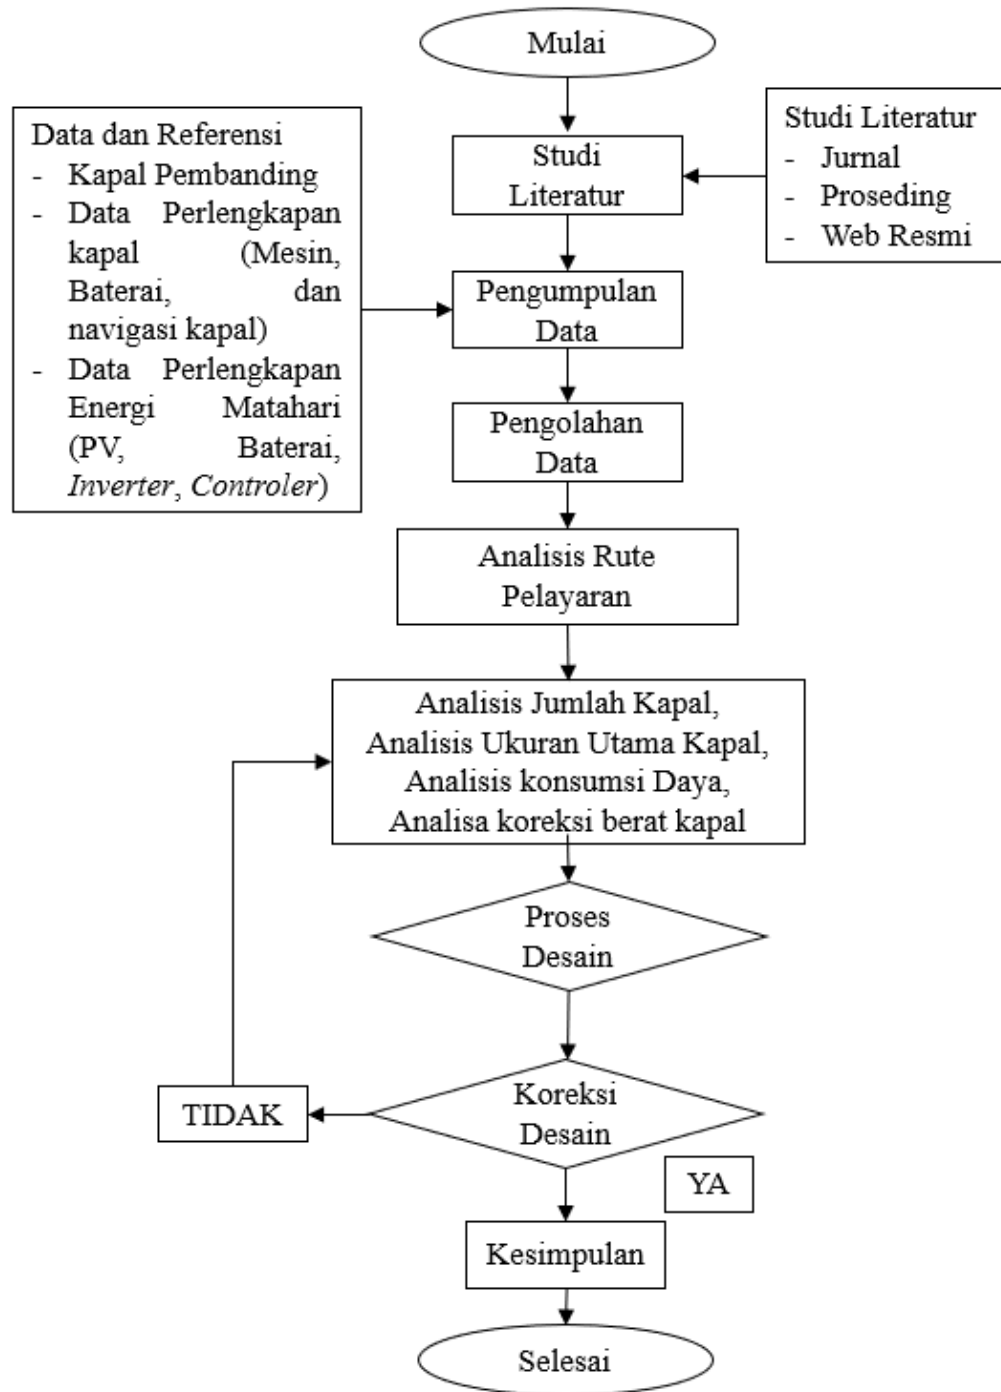 Mulai
Data dan Referensi
- Kapal Pembanding
- Data Perlengkapan
kapal (Mesin,
Baterai, dan
navigasi kapal)
- Data Perlengkapan
Energi Matahari
(PV, Baterai,
Inverter, Controler)
Studi
Literatur
Studi Literatur
- Jurnal
- Proseding
- Web Resmi
Pengumpulan
Data
Pengolahan
Data
Analisis Rute
Pelayaran
Analisis Jumlah Kapal,
Analisis Ukuran Utama Kapal,
Analisis konsumsi Daya,
Analisa koreksi berat kapal
Proses
Desain
Koreksi
Desain
TIDAK
YA
Kesimpulan
Selesai